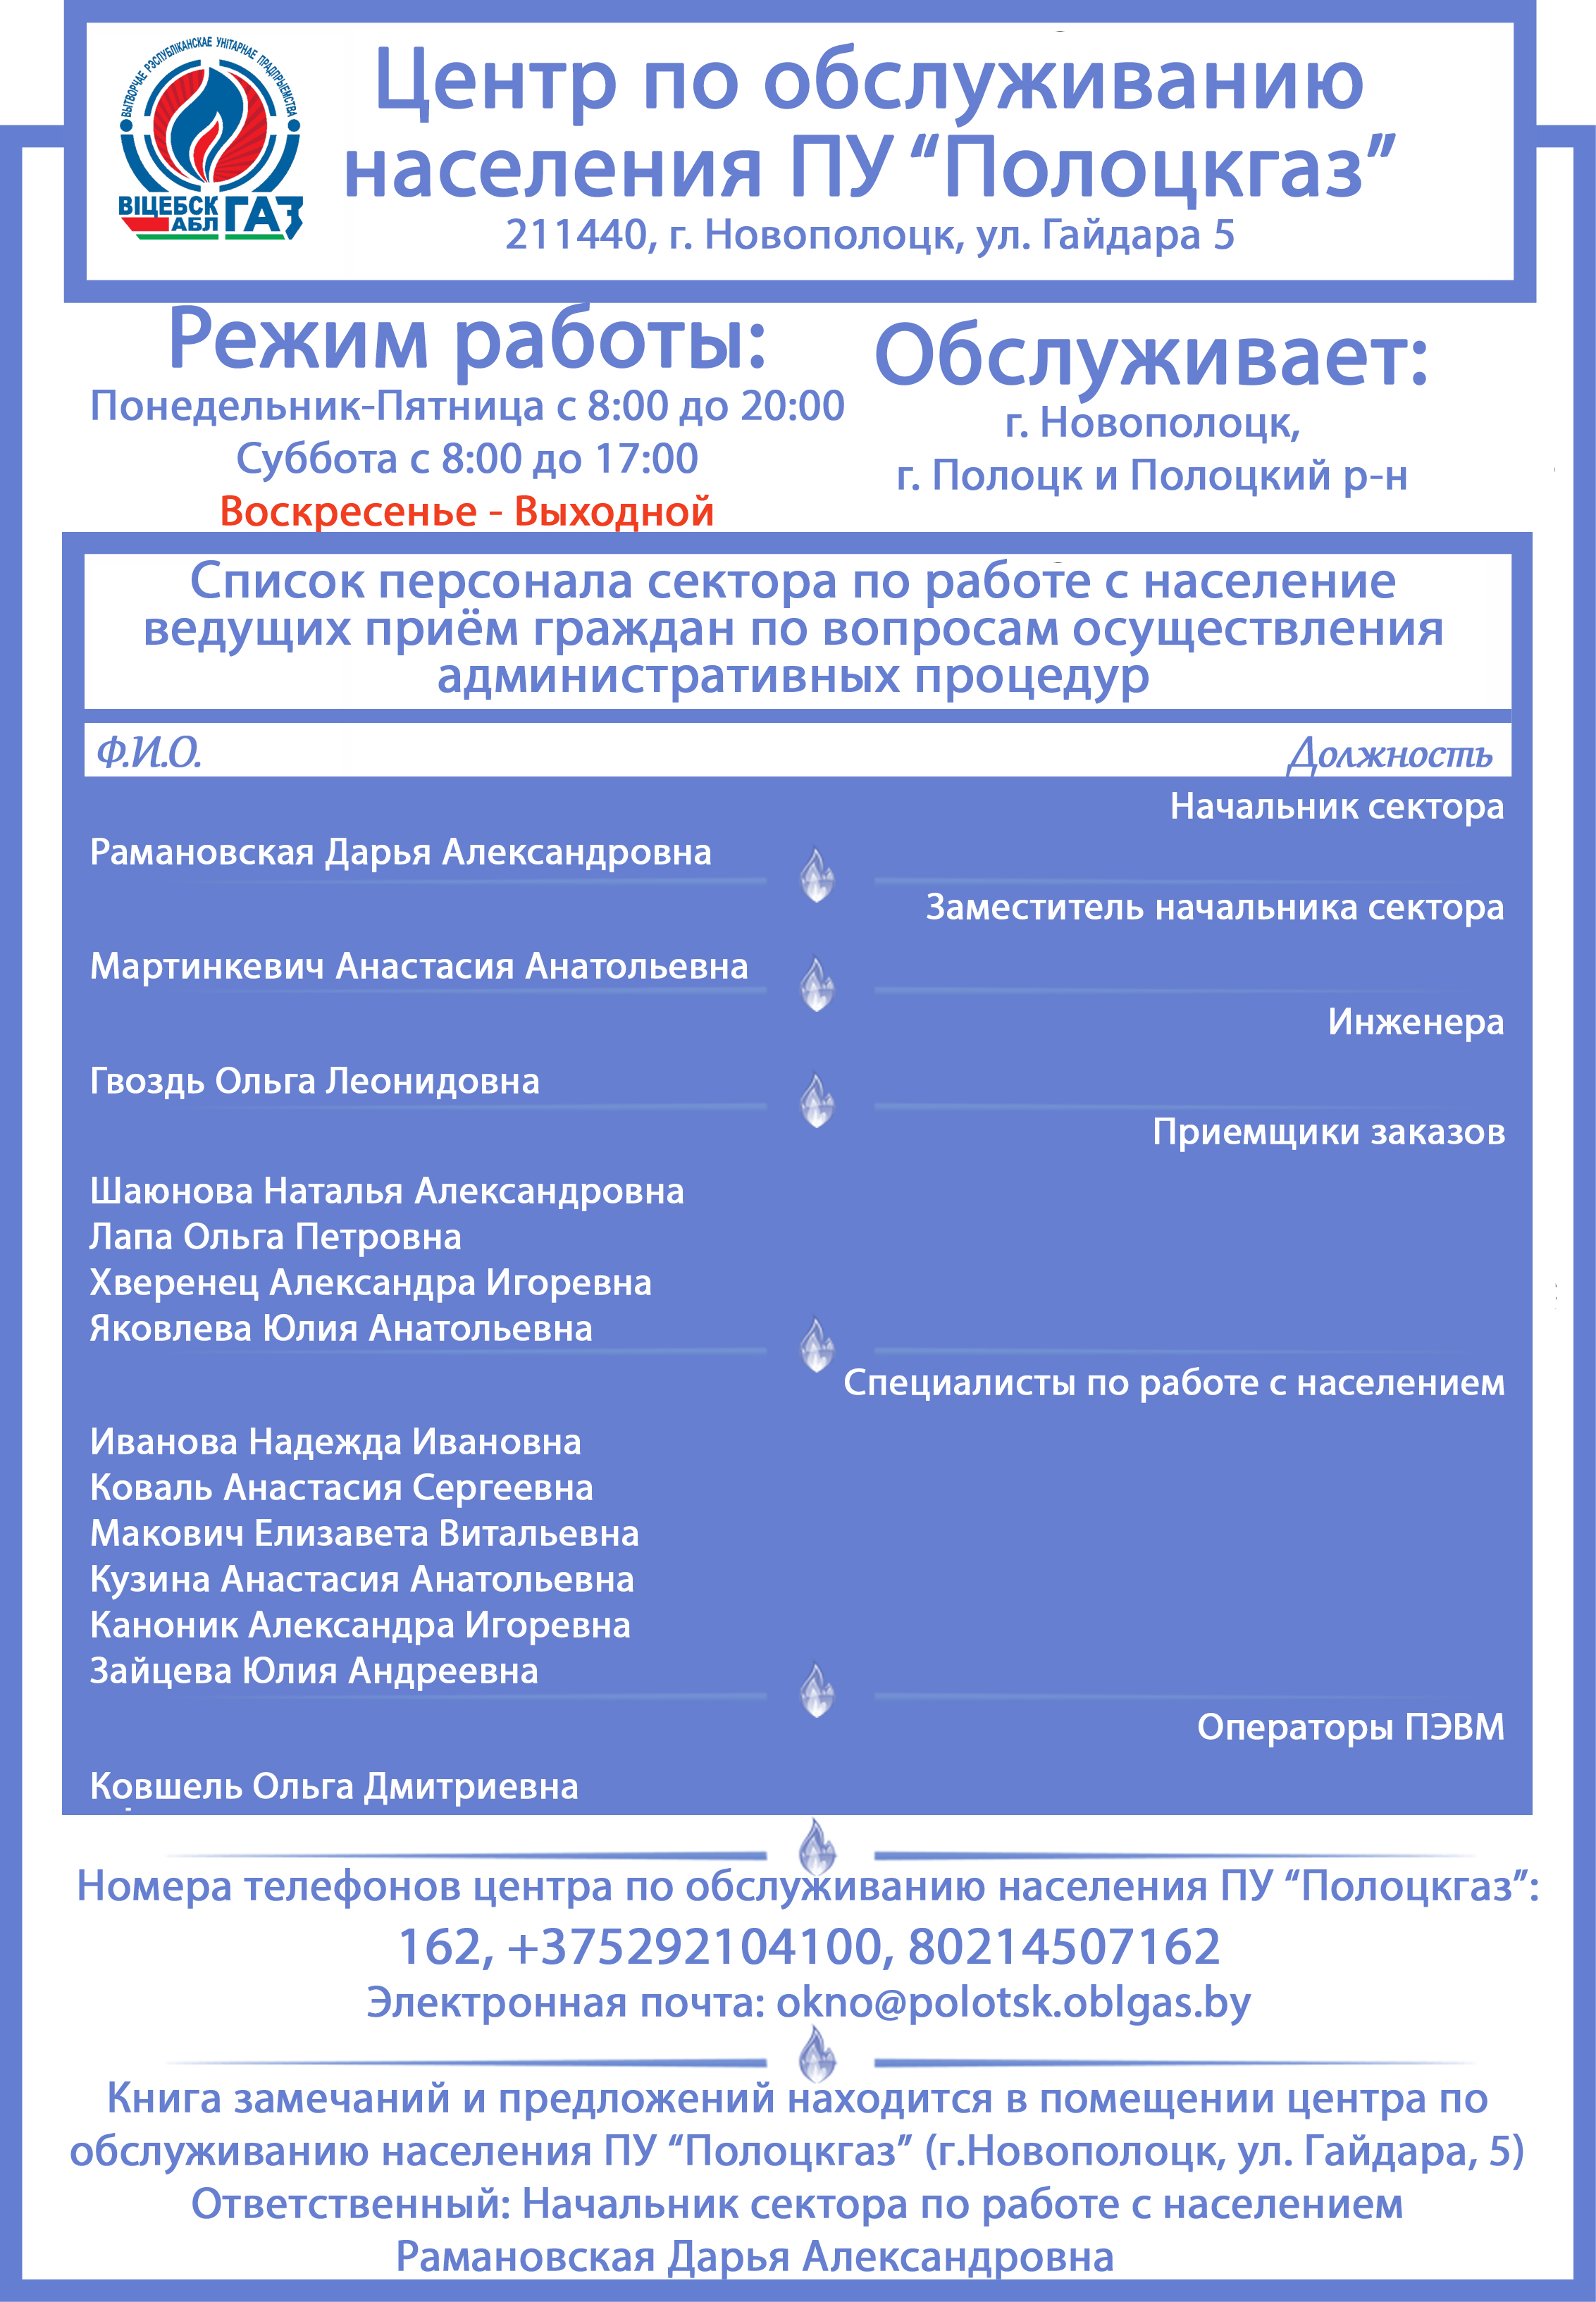 ВЫТВОРЧАЕ РЭСПУБЛІКАНСКАЕ УНІТАРНАЕ ПРАДПРЫЕМСТВА
ВІЦЕБСК
АБЛ
ГАЗ
Центр по обслуживанию
населения ПУ “Полоцкгаз”
211440, г. Новополоцк, ул. Гайдара 5
Режим работы:
Понедельник-Пятница с 8:00 до 20:00
Суббота с 8:00 до 17:00
Воскресенье - Выходной
Обслуживает:
г. Новополоцк,
г. Полоцк и Полоцкий р-н
Список персонала сектора по работе с население
ведущих приём граждан по вопросам осуществления
административных процедур
Ф.И.О.
Должность
Начальник сектора
Рамановская Дарья Александровна
Заместитель начальника сектора
Мартинкевич Анастасия Анатольевна
Инженера
Гвоздь Ольга Леонидовна
Приемщики заказов
Шаюнова Наталья Александровна
Лапа Ольга Петровна
Хверенец Александра Игоревна
Яковлева Юлия Анатольевна
Специалисты по работе с населением
Иванова Надежда Ивановна
Коваль Анастасия Сергеевна
Макович Елизавета Витальевна
Кузина Анастасия Анатольевна
Каноник Александра Игоревна
Зайцева Юлия Андреевна
Операторы ПЭВМ
Ковшель Ольга Дмитриевна
Номера телефонов центра по обслуживанию населения ПУ “Полоцкгаз”:
162, +375292104100, 80214507162
Электронная почта: okno@polotsk.oblgas.by
Книга замечаний и предложений находится в помещении центра по
обслуживанию населения ПУ “Полоцкгаз” (г.Новополоцк, ул. Гайдара, 5)
Ответственный: Начальник сектора по работе с населением
Рамановская Дарья Александровна